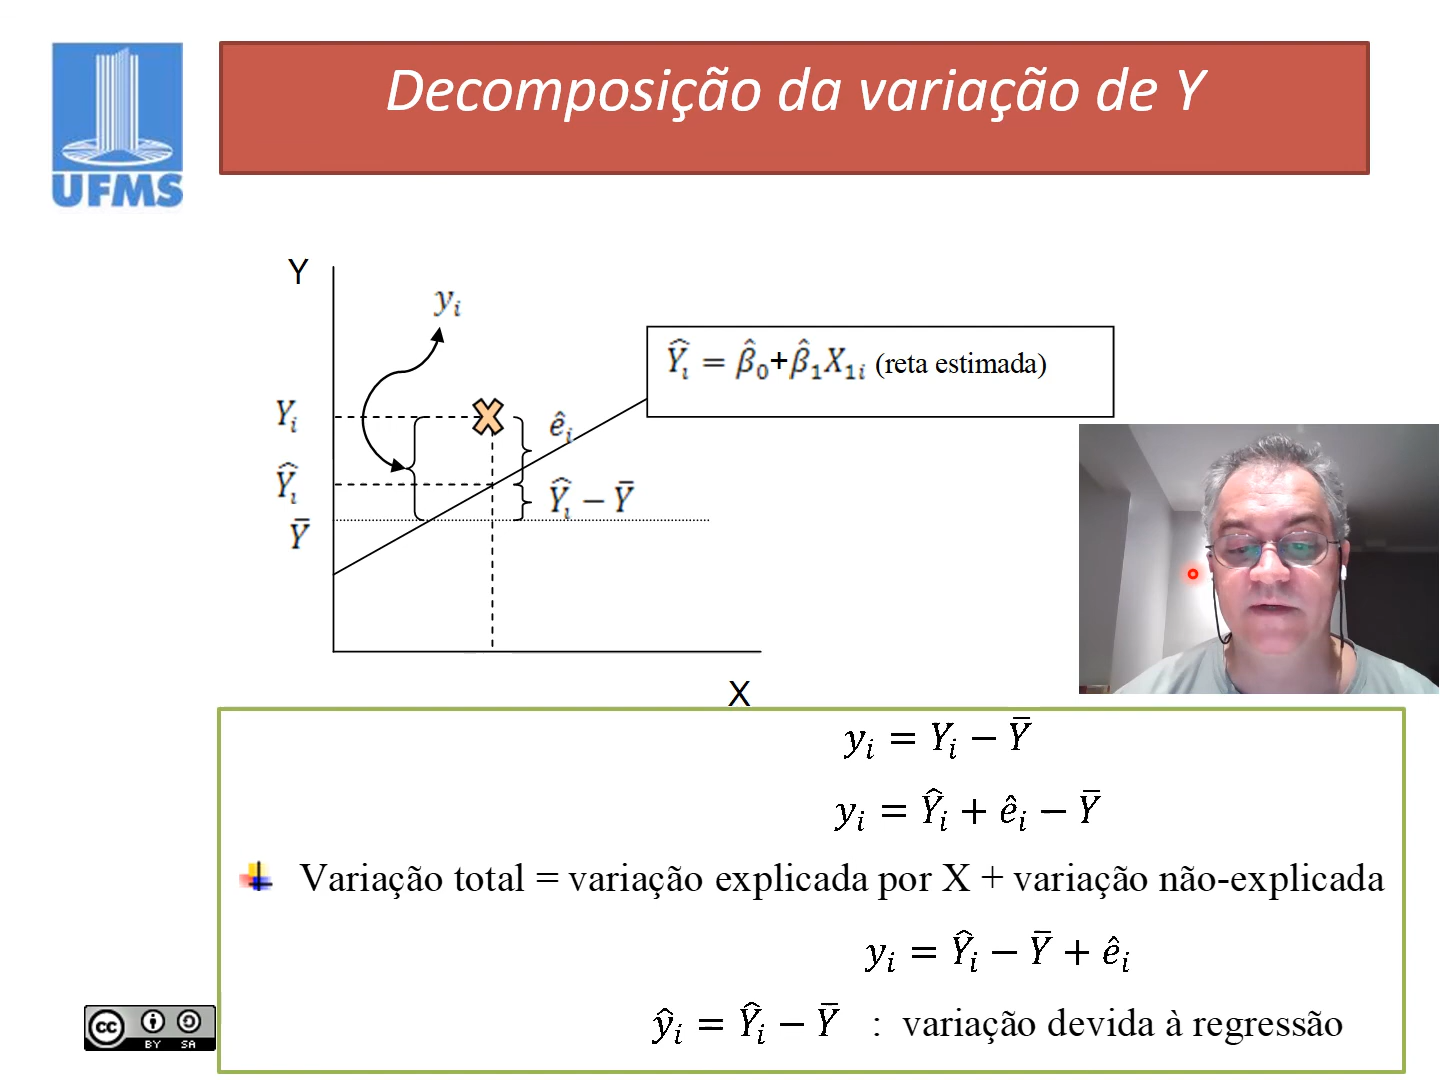 Decomposição da variação de Y
UFMS
Y
yᵢ
Ŷᵢ = β̂₀+β̂₁X₁ᵢ (reta estimada)
Yᵢ
êᵢ
Ŷᵢ
Ŷᵢ − Ȳ
Ȳ
X
yᵢ = Yᵢ − Ȳ
yᵢ = Ŷᵢ + êᵢ − Ȳ
Variação total = variação explicada por X + variação não-explicada
yᵢ = Ŷᵢ − Ȳ + êᵢ
ŷᵢ = Ŷᵢ − Ȳ : variação devida à regressão
cc
BY SA